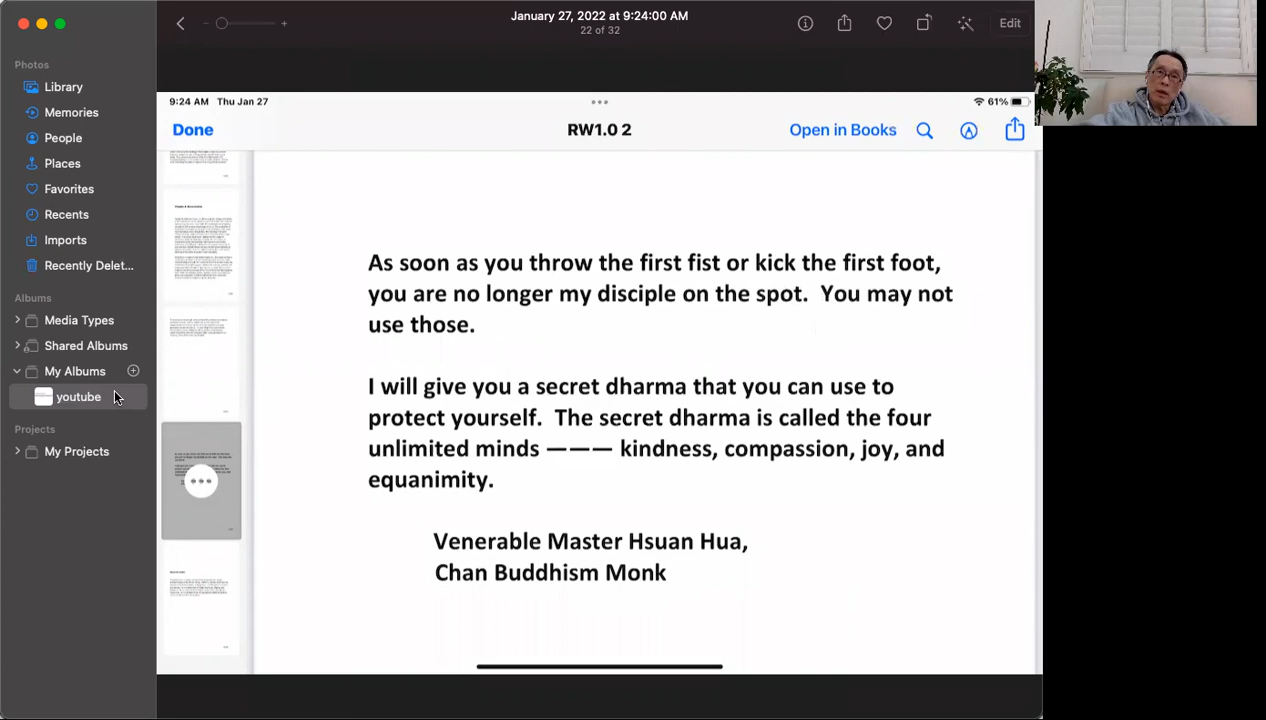 January 27, 2022 at 9:24:00 AM
22 of 32
Edit
Photos
Library
Memories
People
Places
Favorites
Recents
Imports
Recently Delet...
Albums
Media Types
Shared Albums
My Albums
youtube
Projects
My Projects
9:24 AM Thu Jan 27
61%
Done
RW1.0 2
Open in Books
As soon as you throw the first fist or kick the first foot,
you are no longer my disciple on the spot. You may not
use those.
I will give you a secret dharma that you can use to
protect yourself. The secret dharma is called the four
unlimited minds ——— kindness, compassion, joy, and
equanimity.
Venerable Master Hsuan Hua,
Chan Buddhism Monk